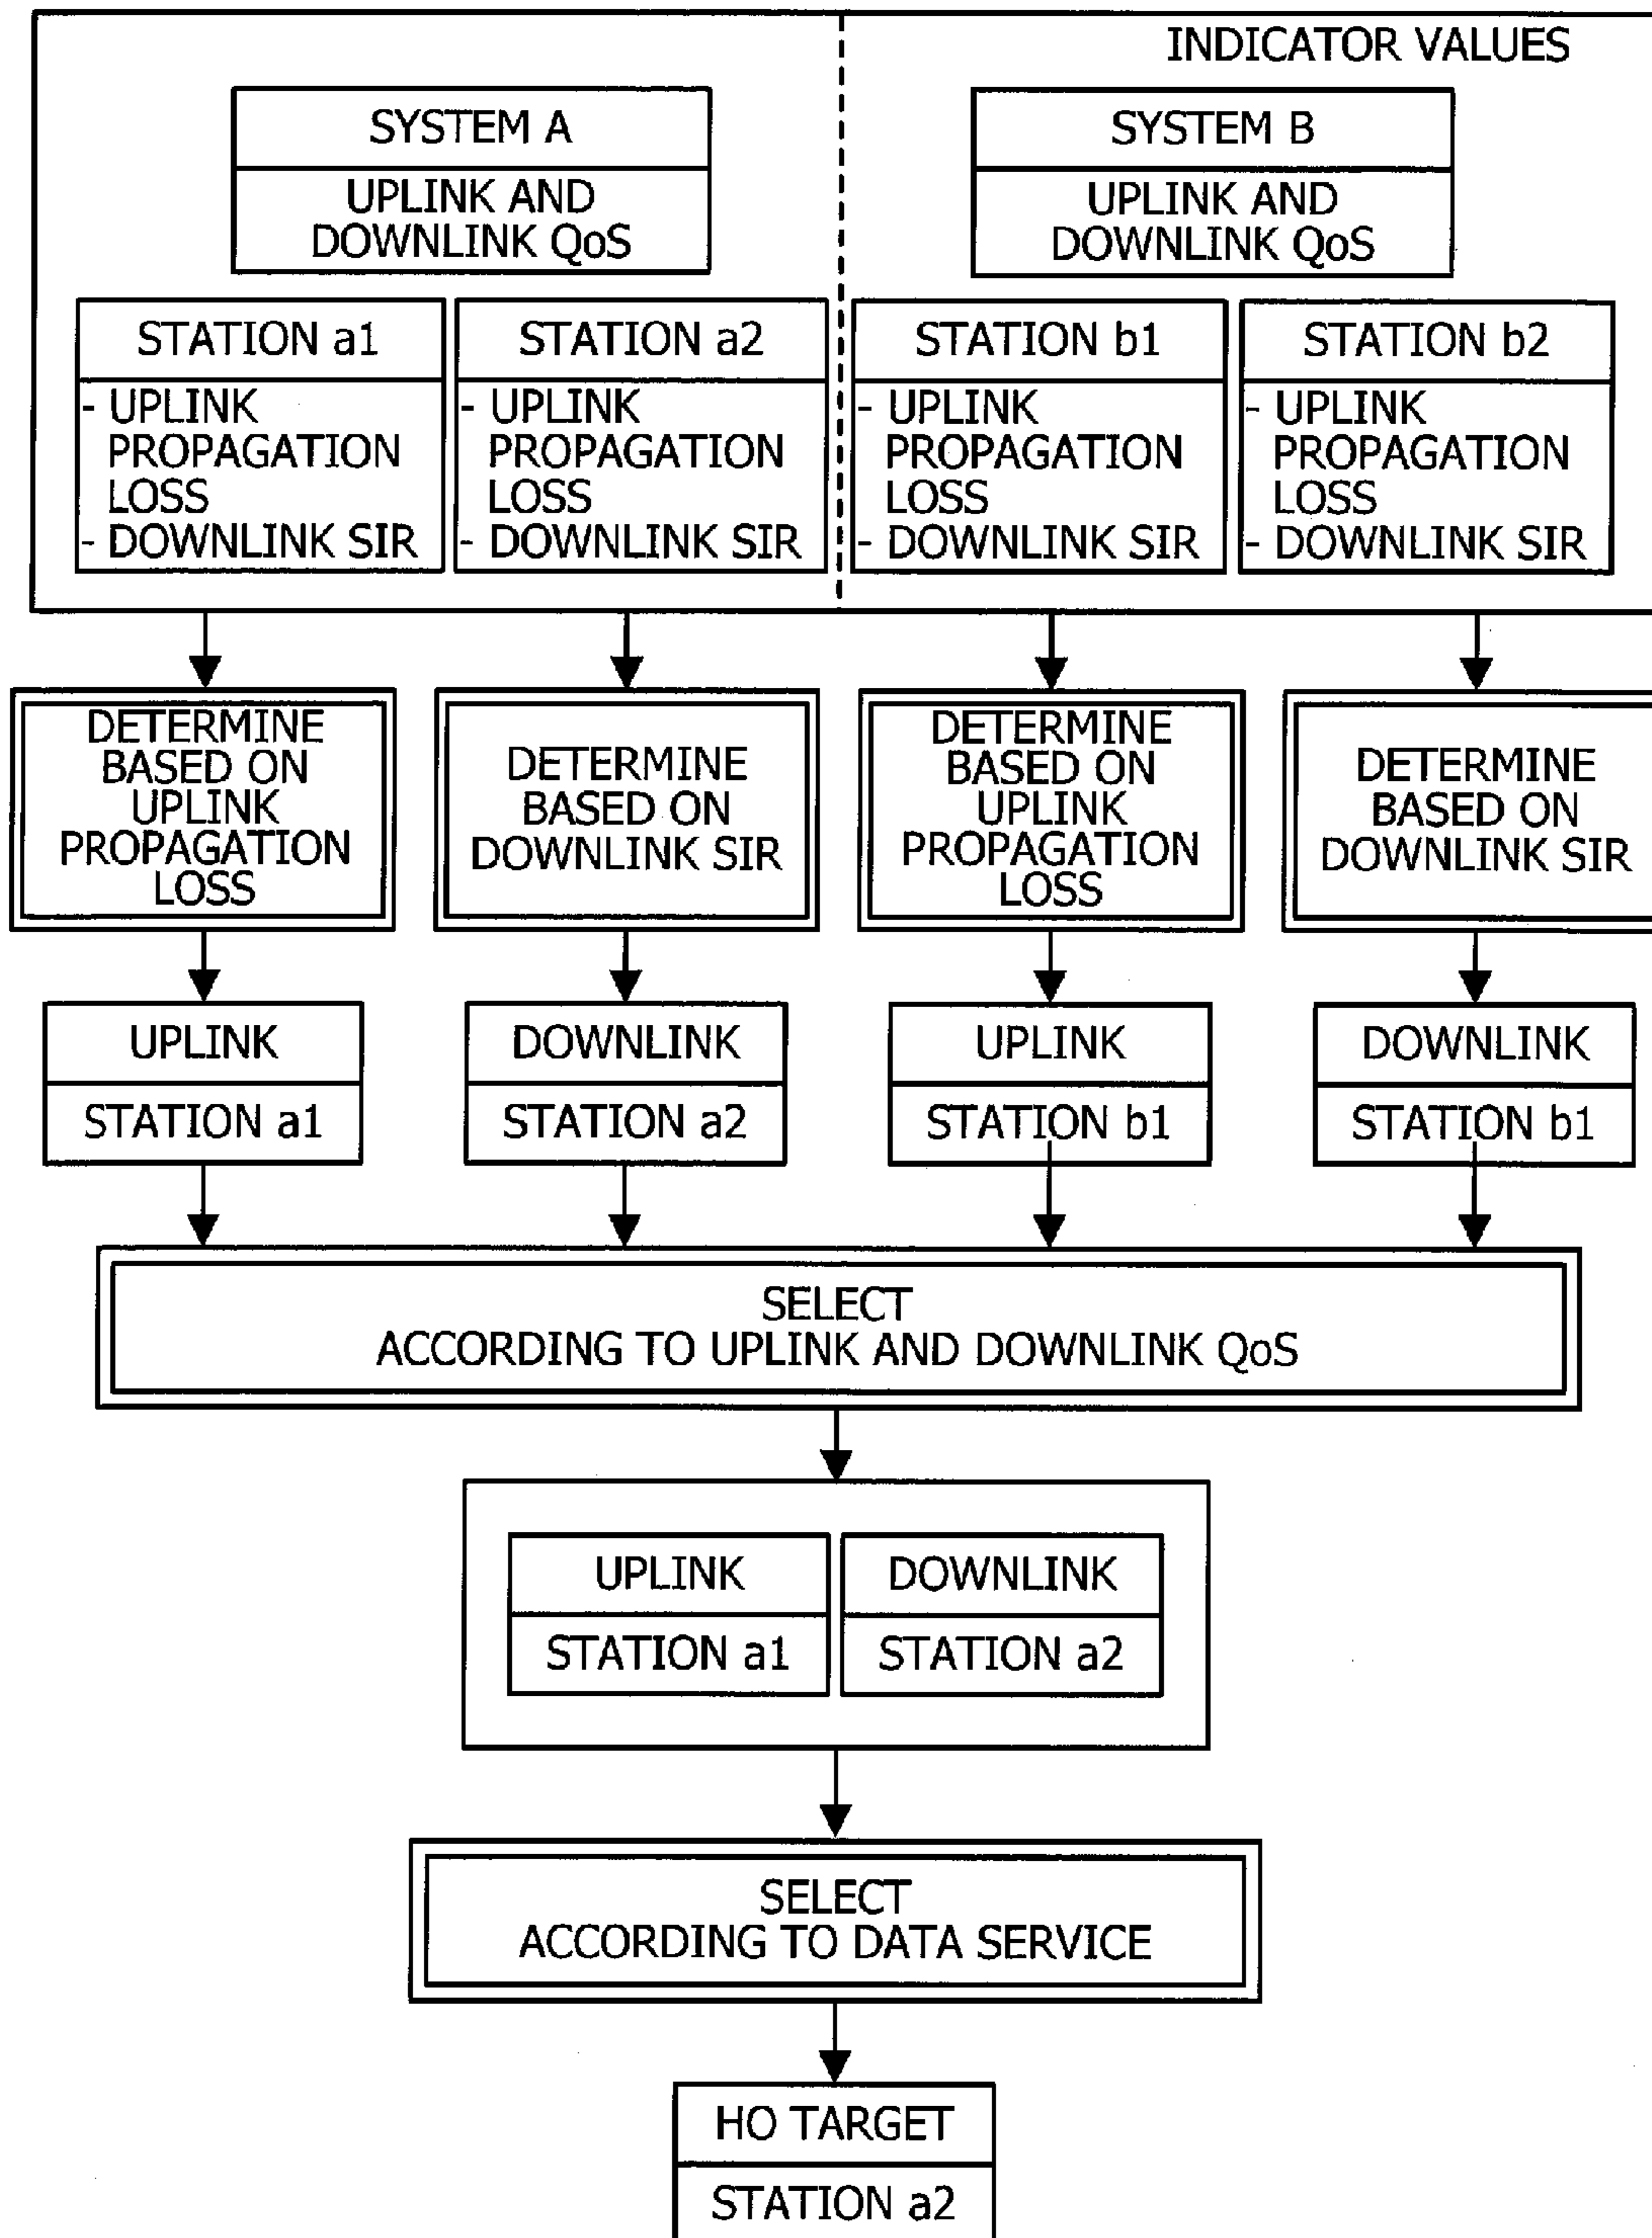 INDICATOR VALUES
SYSTEM A
UPLINK AND
DOWNLINK QoS
SYSTEM B
UPLINK AND
DOWNLINK QoS
STATION a1
- UPLINK
PROPAGATION
LOSS
- DOWNLINK SIR
STATION a2
- UPLINK
PROPAGATION
LOSS
- DOWNLINK SIR
STATION b1
- UPLINK
PROPAGATION
LOSS
- DOWNLINK SIR
STATION b2
- UPLINK
PROPAGATION
LOSS
- DOWNLINK SIR
DETERMINE
BASED ON
UPLINK
PROPAGATION
LOSS
DETERMINE
BASED ON
DOWNLINK SIR
DETERMINE
BASED ON
UPLINK
PROPAGATION
LOSS
DETERMINE
BASED ON
DOWNLINK SIR
UPLINK
STATION a1
DOWNLINK
STATION a2
UPLINK
STATION b1
DOWNLINK
STATION b1
SELECT
ACCORDING TO UPLINK AND DOWNLINK QoS
UPLINK
STATION a1
DOWNLINK
STATION a2
SELECT
ACCORDING TO DATA SERVICE
HO TARGET
STATION a2